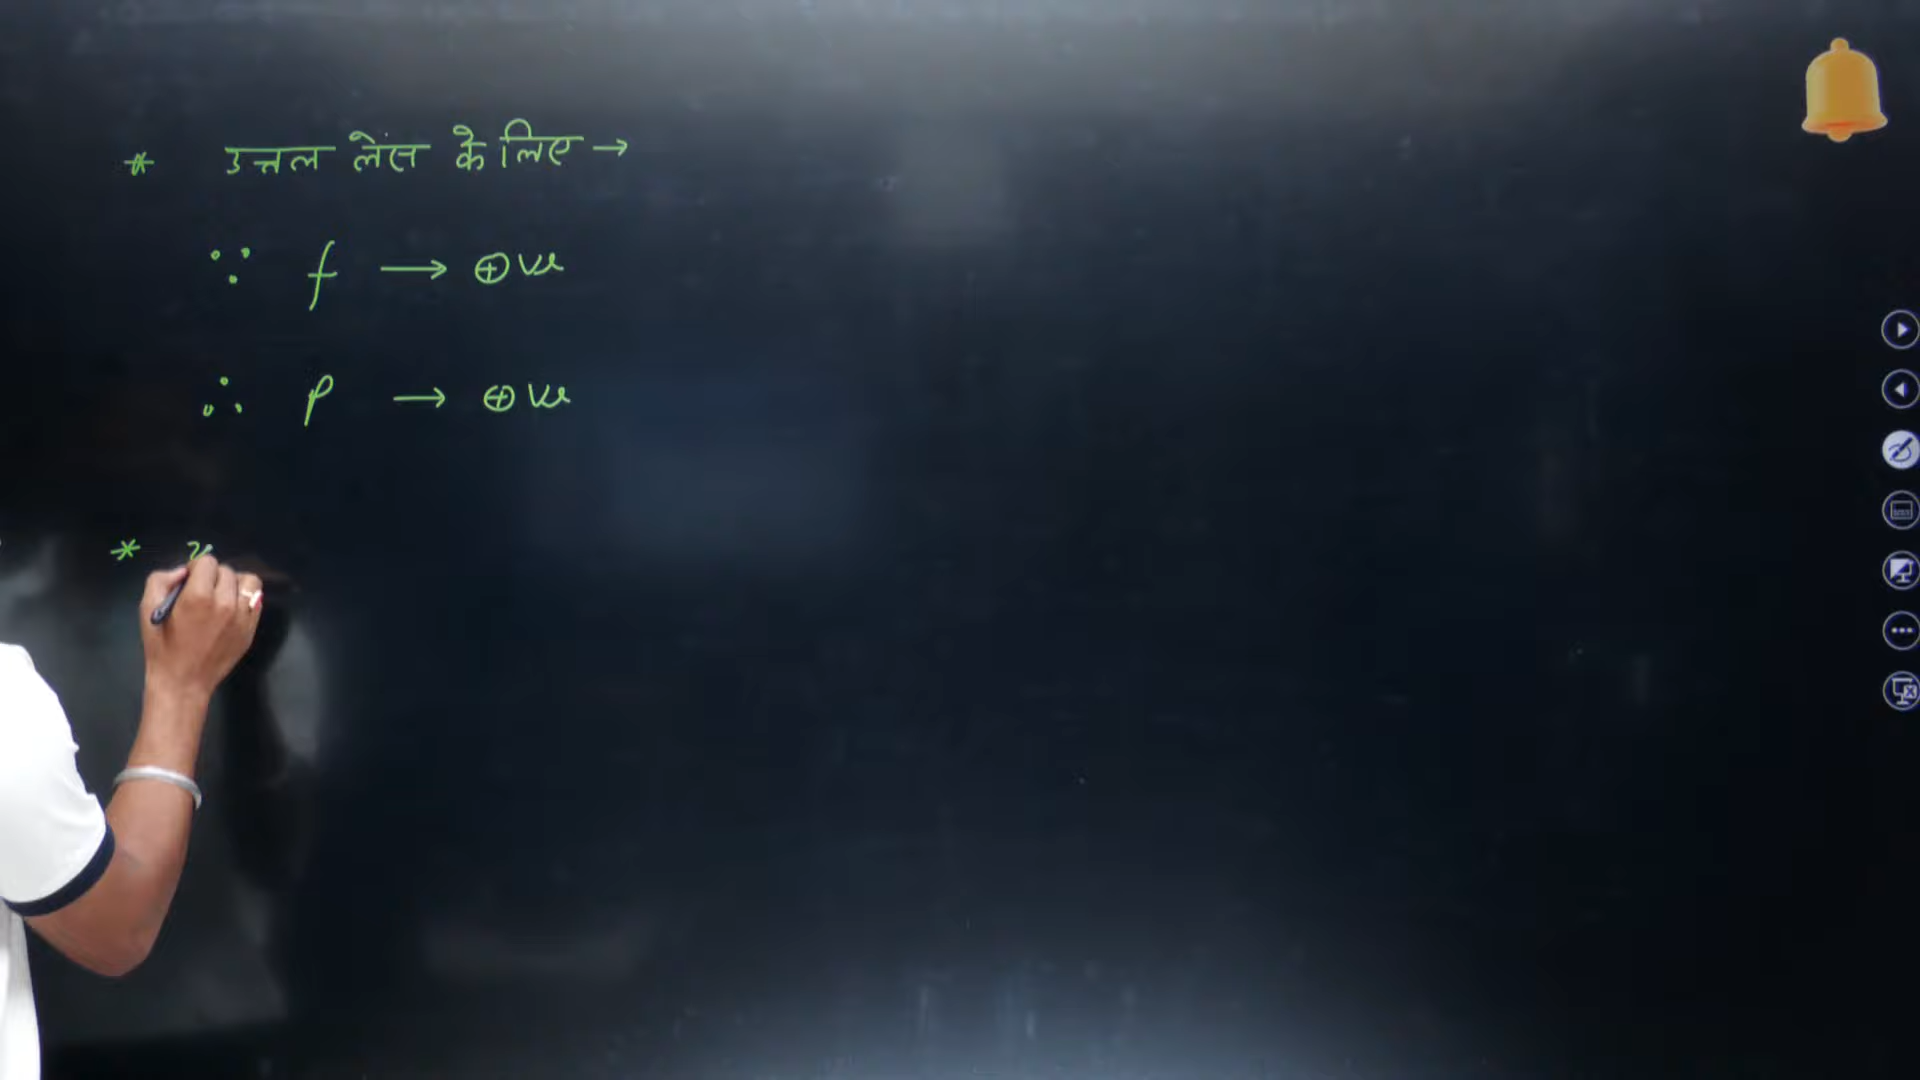 * उत्तल लेंस के लिए →
∵ f → ⊕ve
∴ P → ⊕ve
*